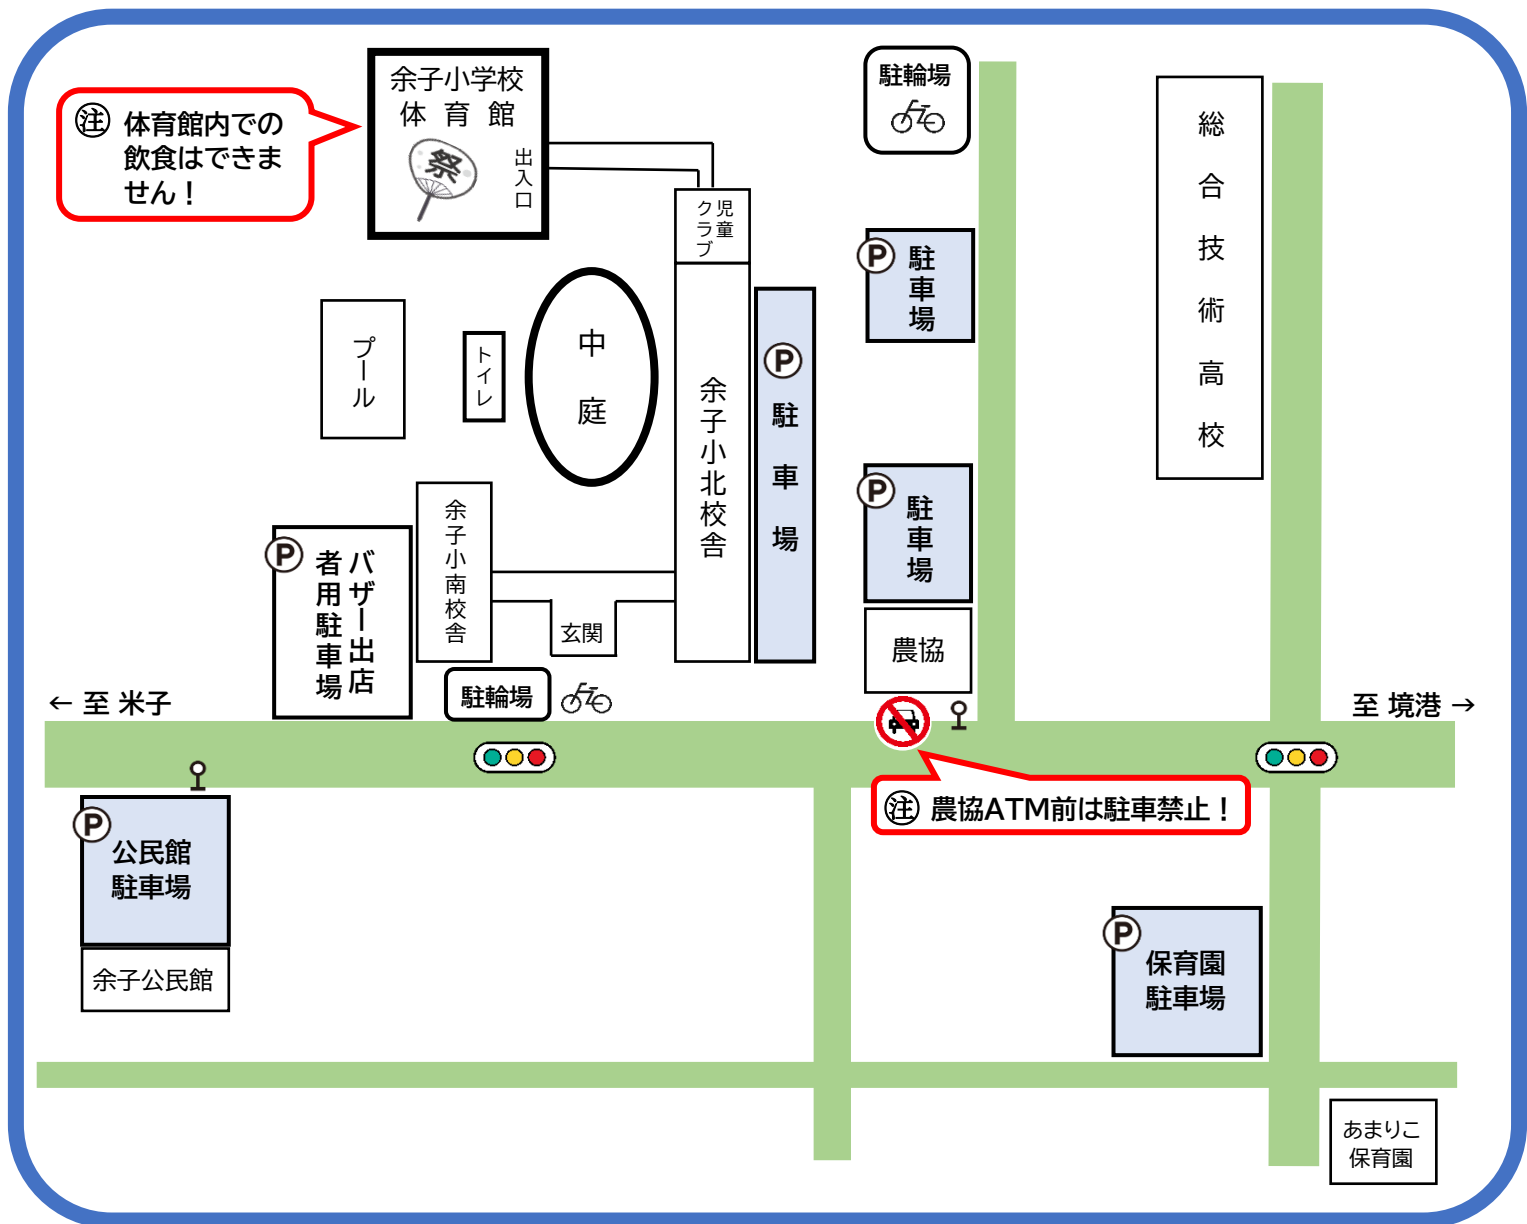 余子小学校
体育館
祭
出入口
注 体育館内での
飲食はできま
せん！
駐輪場
総合技術高校
児童
クラブ
P
駐車場
プール
トイレ
中庭
余子小北校舎
P
駐車場
P
駐車場
余子小南校舎
P
バザー出店
者用駐車場
玄関
農協
駐輪場
← 至 米子
至 境港 →
注 農協ATM前は駐車禁止！
P
公民館
駐車場
余子公民館
P
保育園
駐車場
あまりこ
保育園